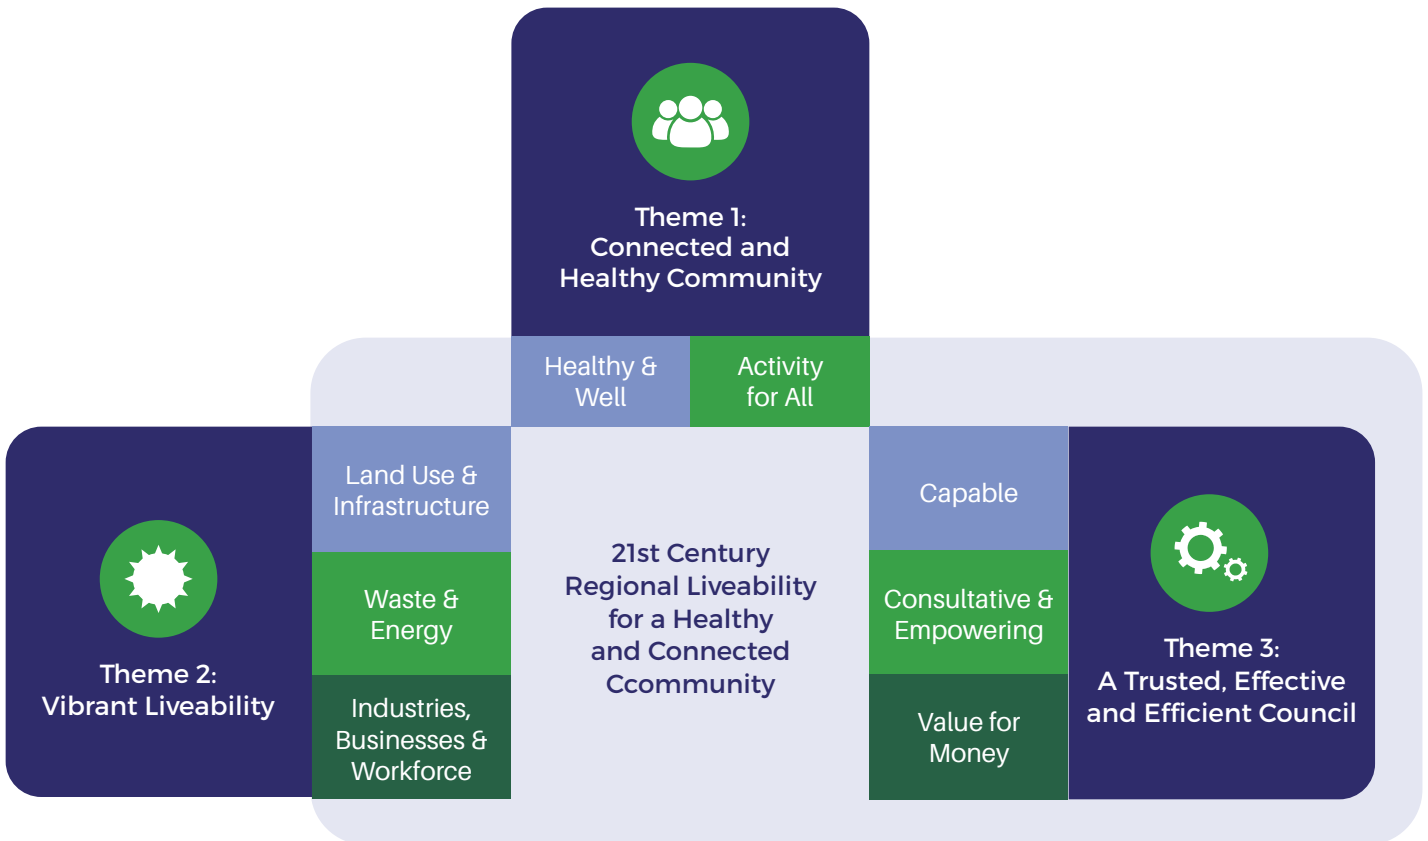 Theme 1:
Connected and
Healthy Community
Healthy &
Well
Activity
for All
Theme 2:
Vibrant Liveability
Land Use &
Infrastructure
Waste &
Energy
Industries,
Businesses &
Workforce
21st Century
Regional Liveability
for a Healthy
and Connected
Ccommunity
Capable
Consultative &
Empowering
Value for
Money
Theme 3:
A Trusted, Effective
and Efficient Council